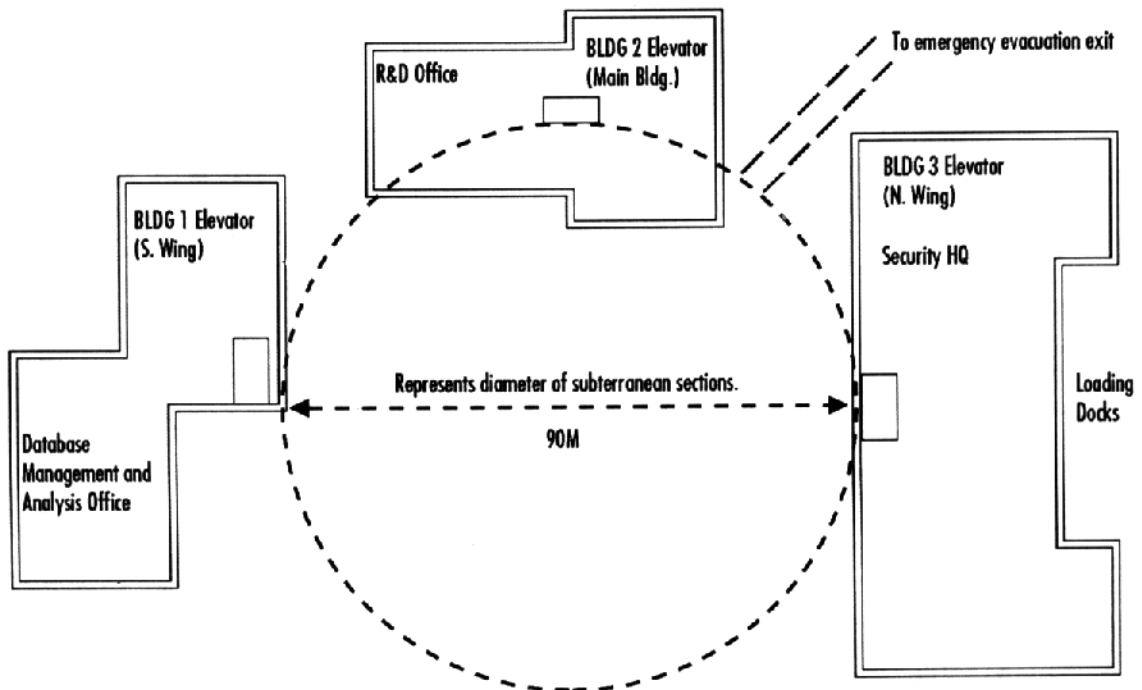 R&D Office
BLDG 2 Elevator
(Main Bldg.)
To emergency evacuation exit
BLDG 1 Elevator
(S. Wing)
BLDG 3 Elevator
(N. Wing)
Security HQ
Represents diameter of subterranean sections.
90M
Loading
Docks
Database
Management and
Analysis Office